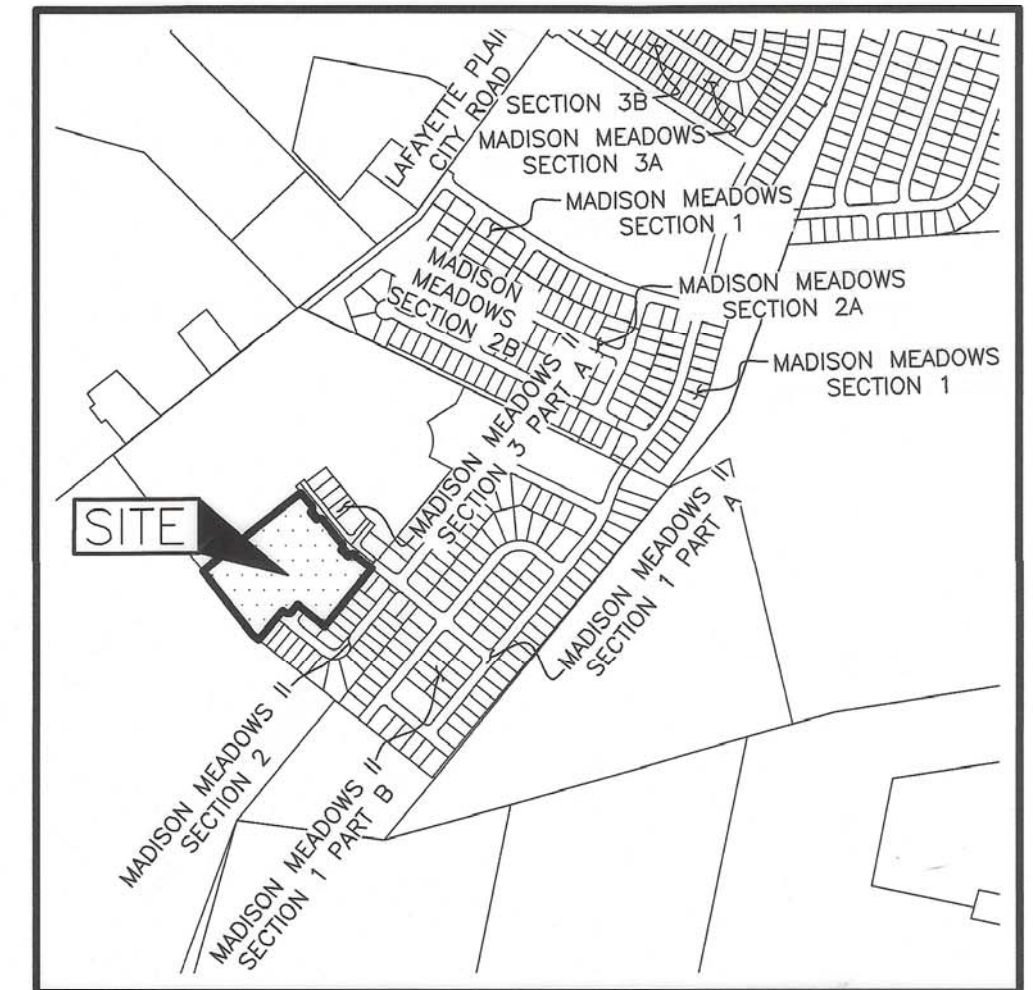 LAFAYETTE PLAIN
CITY ROAD
SECTION 3B
MADISON MEADOWS
SECTION 3A
MADISON MEADOWS
SECTION 1
MADISON
MEADOWS
SECTION 2B
MADISON MEADOWS
SECTION 2A
MADISON MEADOWS
SECTION 1
MADISON MEADOWS II
SECTION 3 PART A
SITE
MADISON MEADOWS II
SECTION 1 PART A
MADISON MEADOWS II
SECTION 2
MADISON MEADOWS II
SECTION 1 PART B